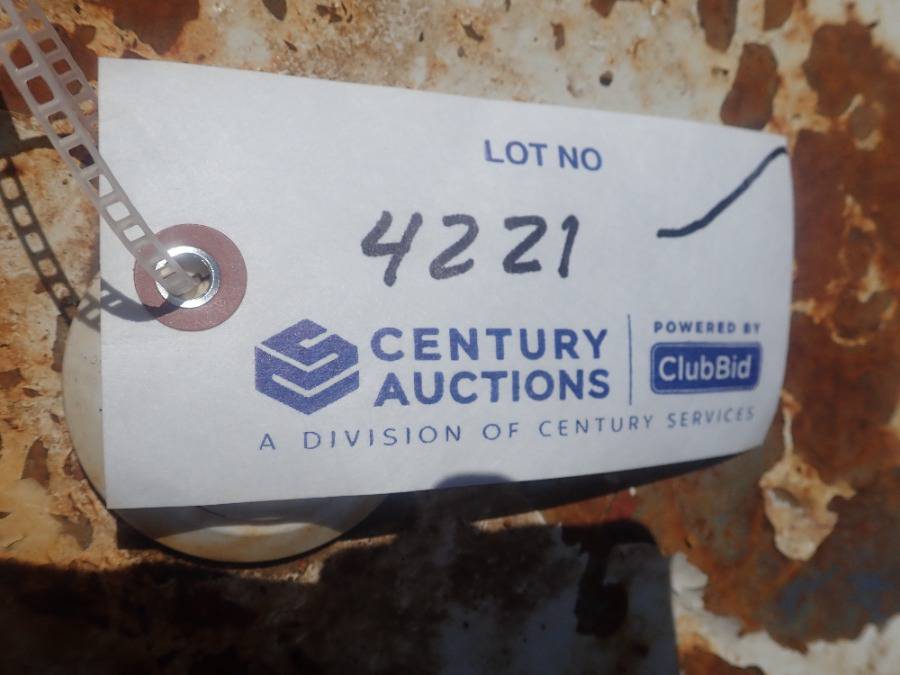 LOT NO
4221
CENTURY AUCTIONS
POWERED BY
ClubBid
A DIVISION OF CENTURY SERVICES